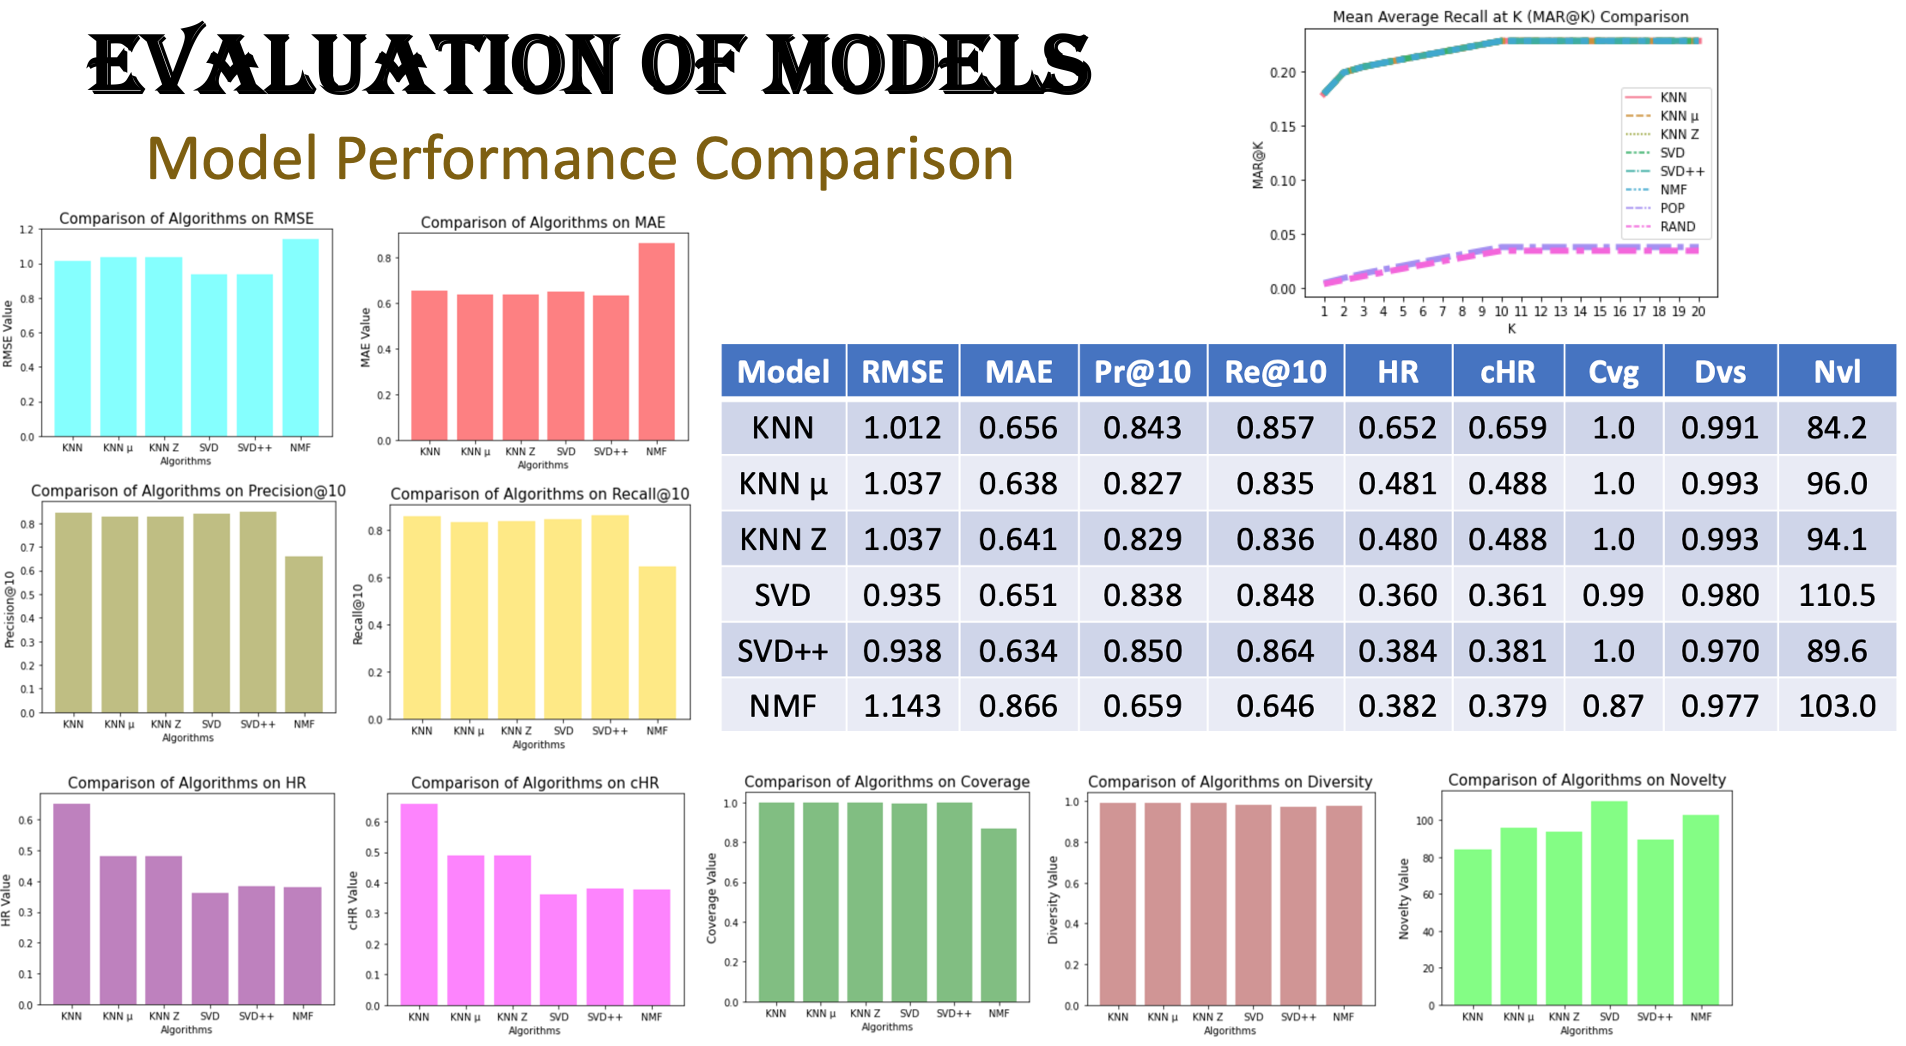 EVALUATION OF MODELS
Model Performance Comparison
Mean Average Recall at K (MAR@K) Comparison
MAR@K
0.20
0.15
0.10
0.05
0.00
KNN
KNN μ
KNN Z
SVD
SVD++
NMF
POP
RAND
1 2 3 4 5 6 7 8 9 10 11 12 13 14 15 16 17 18 19 20
K
Comparison of Algorithms on RMSE
RMSE Value
1.2
1.0
0.8
0.6
0.4
0.2
0.0
KNN KNN μ KNN Z SVD SVD++ NMF
Algorithms
Comparison of Algorithms on MAE
MAE Value
0.8
0.6
0.4
0.2
0.0
KNN KNN μ KNN Z SVD SVD++ NMF
Algorithms
Model RMSE MAE Pr@10 Re@10 HR cHR Cvg Dvs Nvl
KNN 1.012 0.656 0.843 0.857 0.652 0.659 1.0 0.991 84.2
KNN μ 1.037 0.638 0.827 0.835 0.481 0.488 1.0 0.993 96.0
KNN Z 1.037 0.641 0.829 0.836 0.480 0.488 1.0 0.993 94.1
SVD 0.935 0.651 0.838 0.848 0.360 0.361 0.99 0.980 110.5
SVD++ 0.938 0.634 0.850 0.864 0.384 0.381 1.0 0.970 89.6
NMF 1.143 0.866 0.659 0.646 0.382 0.379 0.87 0.977 103.0
Comparison of Algorithms on Precision@10
Precision@10
0.8
0.7
0.6
0.5
0.4
0.3
0.2
0.1
0.0
KNN KNN μ KNN Z SVD SVD++ NMF
Algorithms
Comparison of Algorithms on Recall@10
Recall@10
0.8
0.6
0.4
0.2
0.0
KNN KNN μ KNN Z SVD SVD++ NMF
Algorithms
Comparison of Algorithms on HR
HR Value
0.6
0.5
0.4
0.3
0.2
0.1
0.0
KNN KNN μ KNN Z SVD SVD++ NMF
Algorithms
Comparison of Algorithms on cHR
cHR Value
0.6
0.5
0.4
0.3
0.2
0.1
0.0
KNN KNN μ KNN Z SVD SVD++ NMF
Algorithms
Comparison of Algorithms on Coverage
Coverage Value
1.0
0.8
0.6
0.4
0.2
0.0
KNN KNN μ KNN Z SVD SVD++ NMF
Algorithms
Comparison of Algorithms on Diversity
Diversity Value
1.0
0.8
0.6
0.4
0.2
0.0
KNN KNN μ KNN Z SVD SVD++ NMF
Algorithms
Comparison of Algorithms on Novelty
Novelty Value
100
80
60
40
20
0
KNN KNN μ KNN Z SVD SVD++ NMF
Algorithms